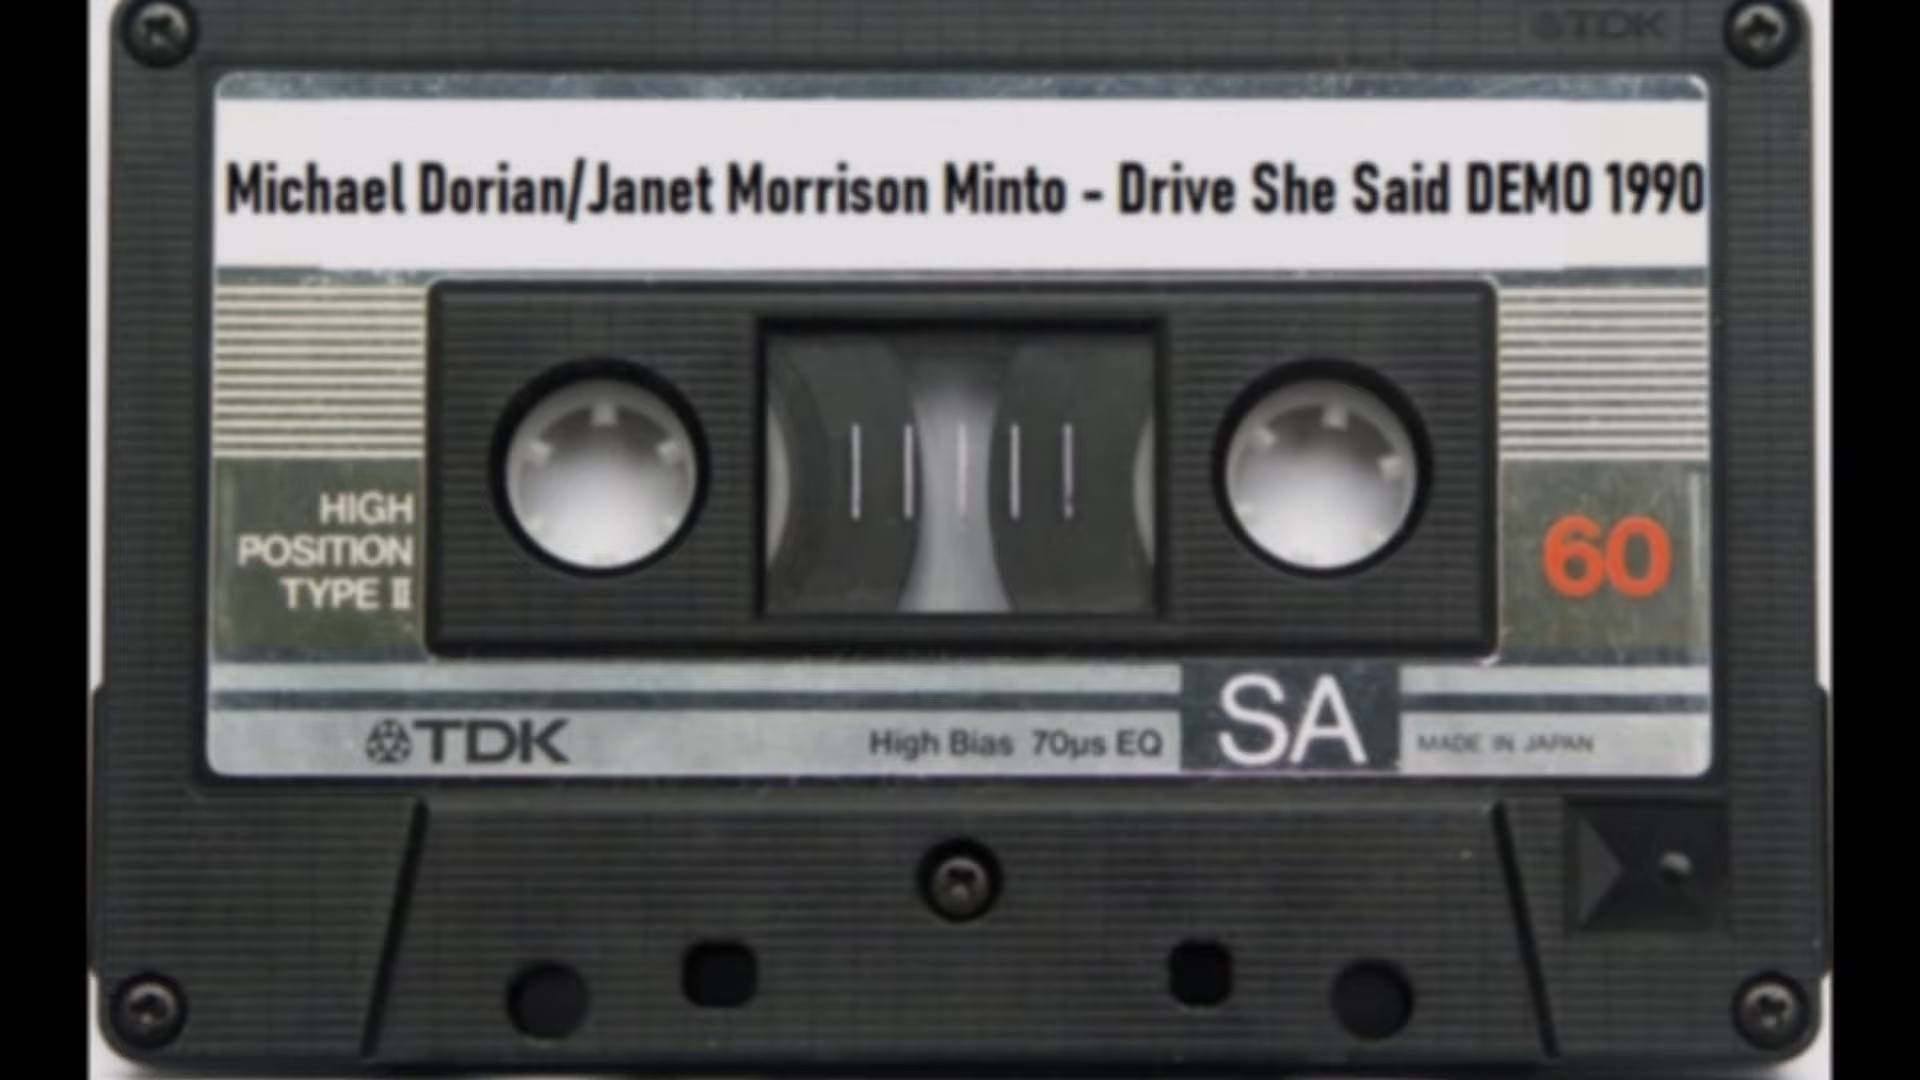 TDK
Michael Dorian/Janet Morrison Minto - Drive She Said DEMO 1990
HIGH
POSITION
TYPE II
60
TDK
High Bias 70µs EQ
SA
MADE IN JAPAN